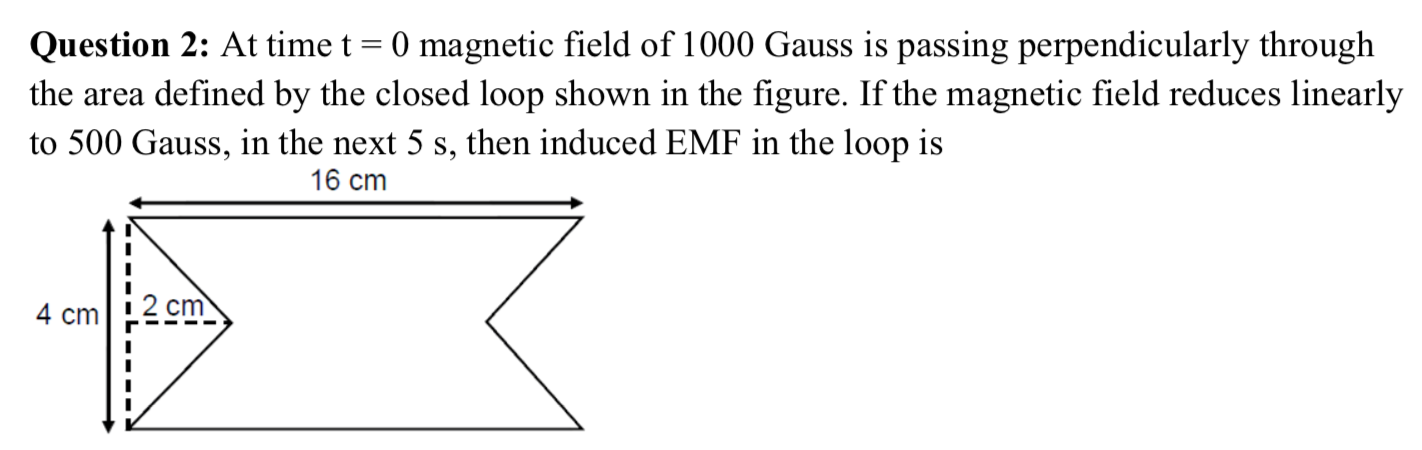 Question 2: At time t = 0 magnetic field of 1000 Gauss is passing perpendicularly through
the area defined by the closed loop shown in the figure. If the magnetic field reduces linearly
to 500 Gauss, in the next 5 s, then induced EMF in the loop is
16 cm
2 cm
4 cm